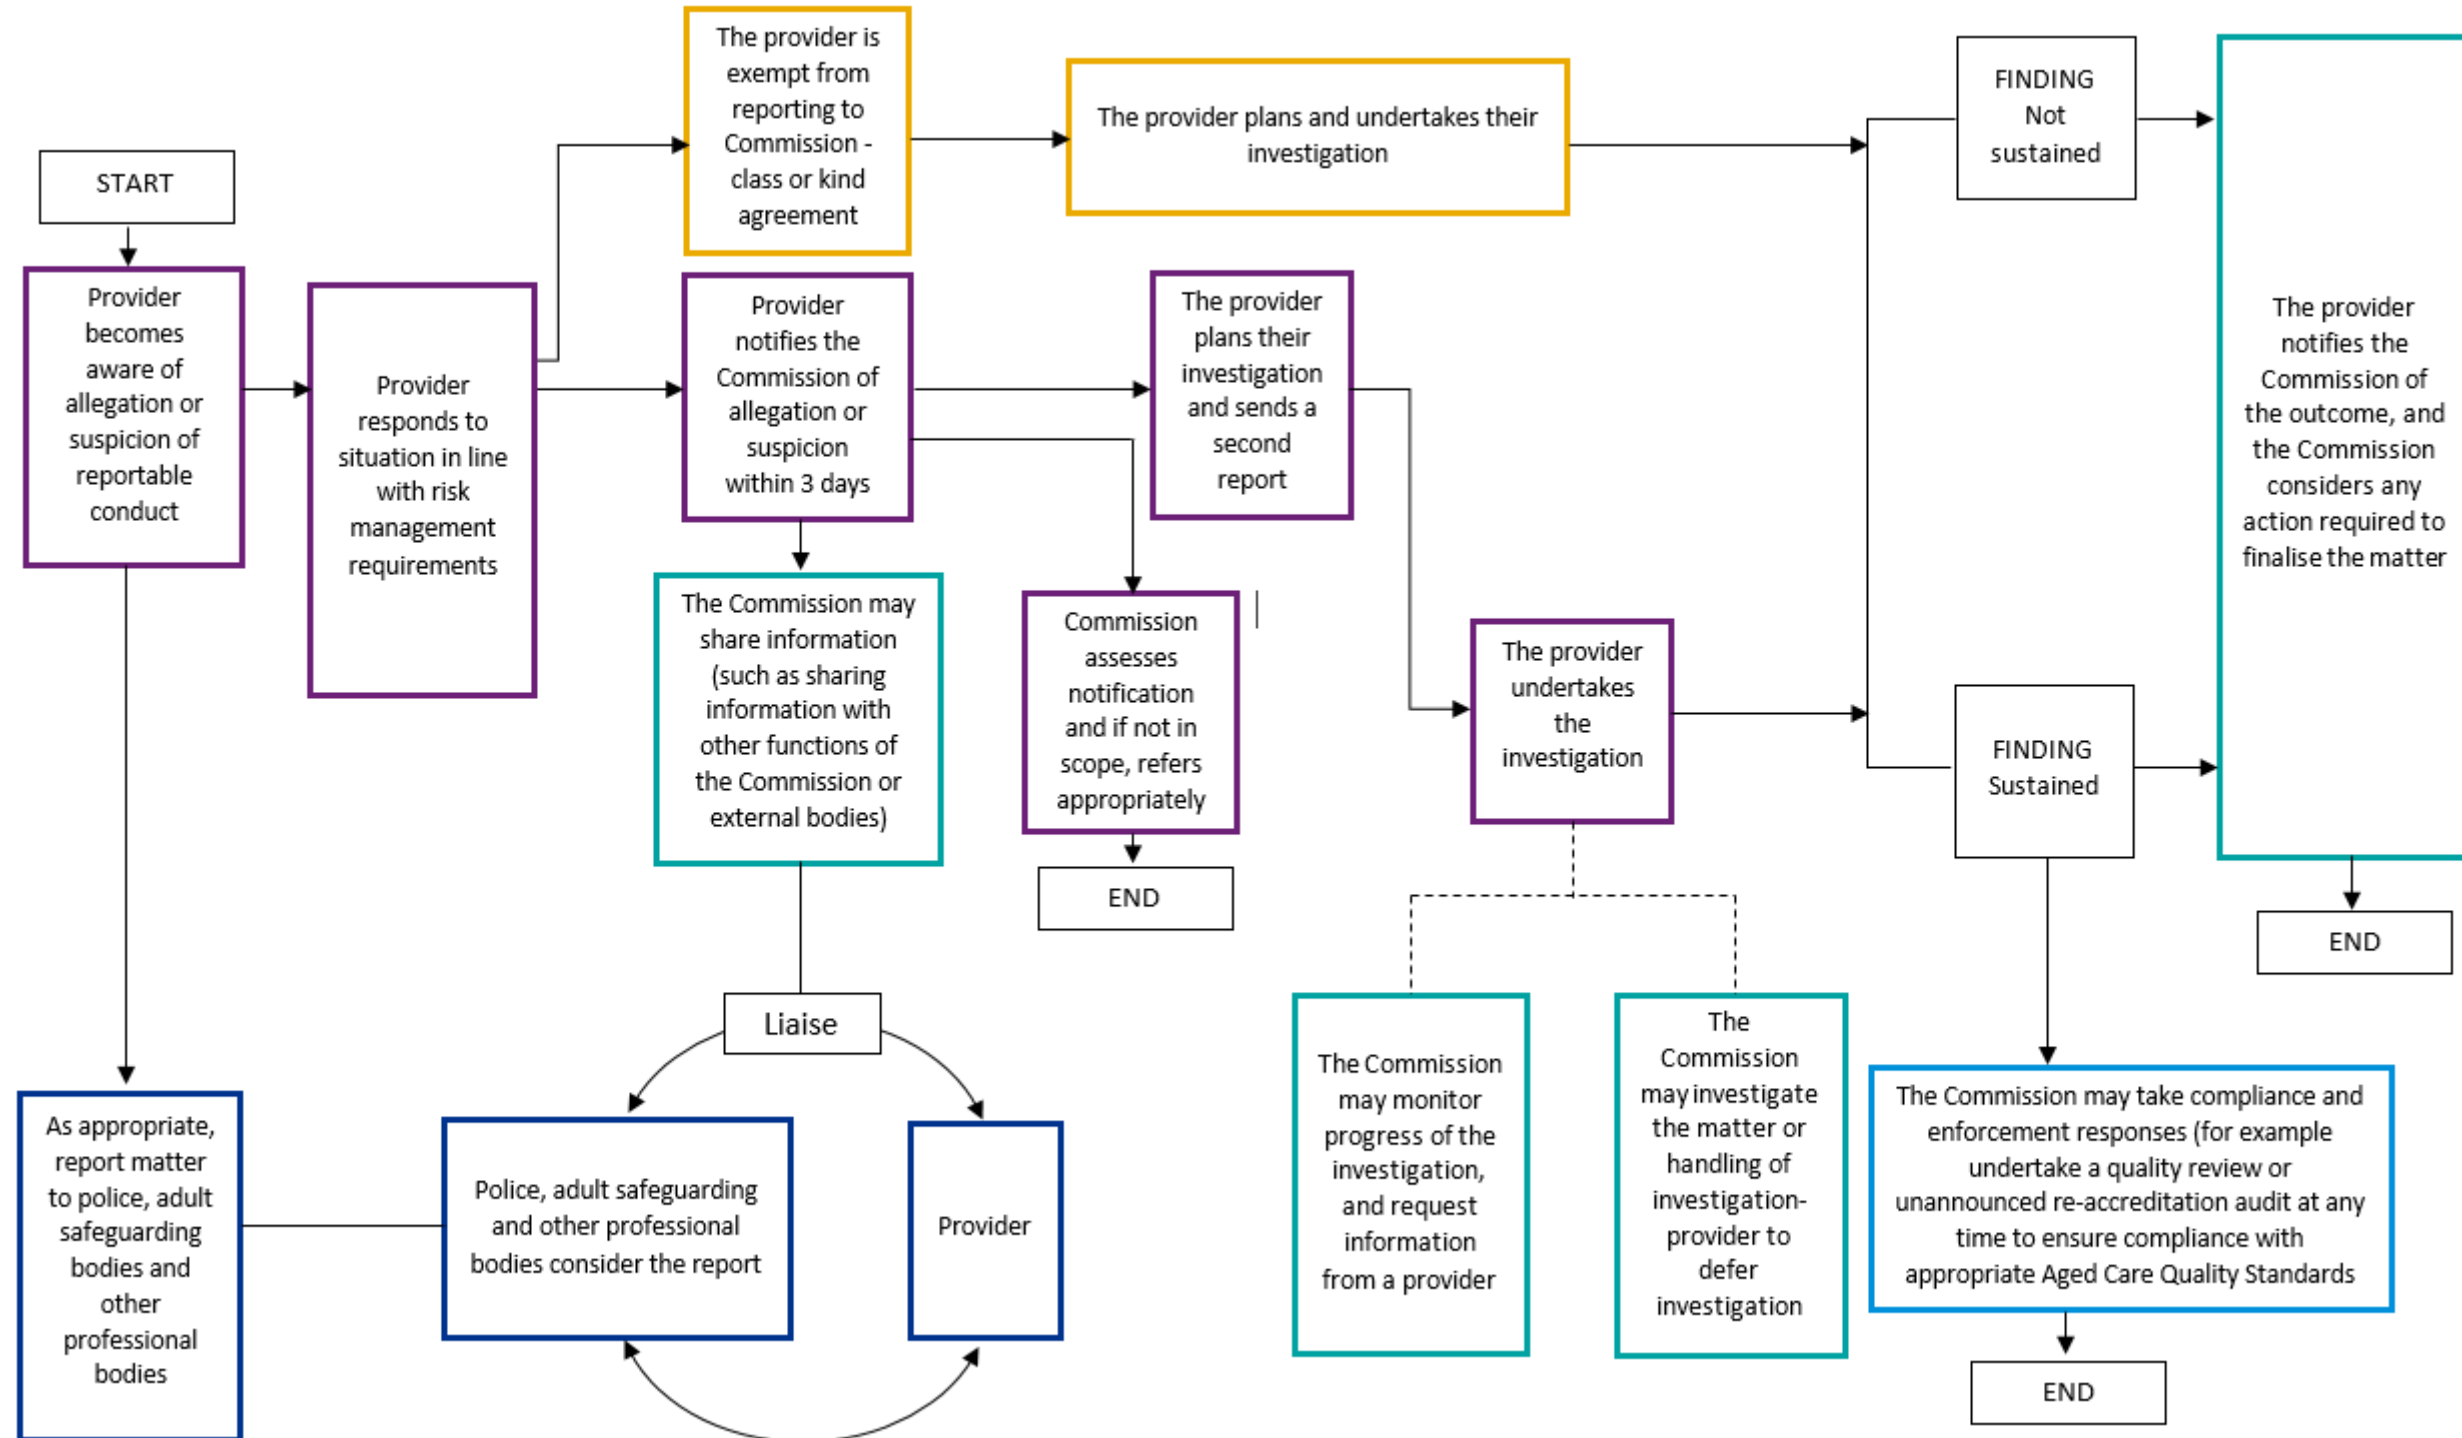 START
Provider
becomes
aware of
allegation or
suspicion of
reportable
conduct
Provider
responds to
situation in line
with risk
management
requirements
The provider is
exempt from
reporting to
Commission -
class or kind
agreement
The provider plans and undertakes their
investigation
Provider
notifies the
Commission of
allegation or
suspicion
within 3 days
The provider
plans their
investigation
and sends a
second
report
The Commission may
share information
(such as sharing
information with
other functions of
the Commission or
external bodies)
Commission
assesses
notification
and if not in
scope, refers
appropriately
END
The provider
undertakes
the
investigation
FINDING
Not
sustained
FINDING
Sustained
The provider
notifies the
Commission of
the outcome, and
the Commission
considers any
action required to
finalise the matter
END
Liaise
As appropriate,
report matter
to police, adult
safeguarding
bodies and
other
professional
bodies
Police, adult safeguarding
and other professional
bodies consider the report
Provider
The Commission
may monitor
progress of the
investigation,
and request
information
from a provider
The
Commission
may investigate
the matter or
handling of
investigation-
provider to
defer
investigation
The Commission may take compliance and
enforcement responses (for example
undertake a quality review or
unannounced re-accreditation audit at any
time to ensure compliance with
appropriate Aged Care Quality Standards
END